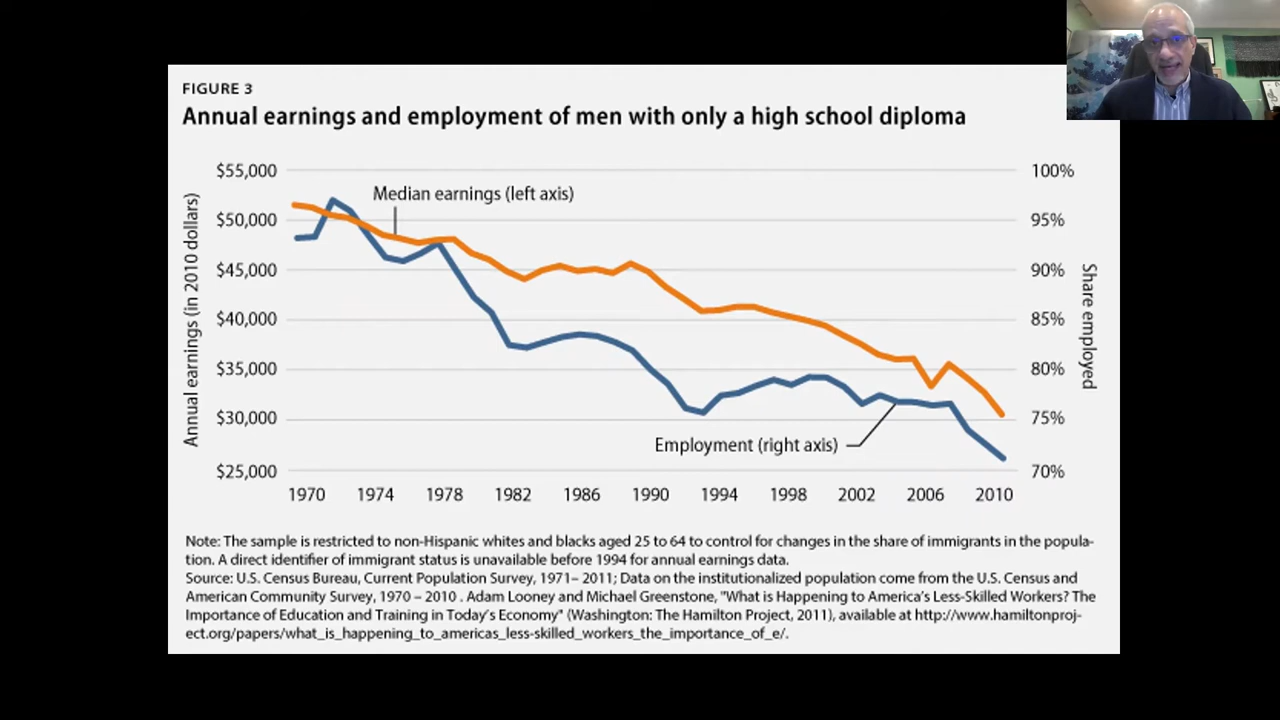 FIGURE 3
Annual earnings and employment of men with only a high school diploma
$55,000
$50,000
$45,000
$40,000
$35,000
$30,000
$25,000
Annual earnings (in 2010 dollars)
Median earnings (left axis)
Employment (right axis)
100%
95%
90%
85%
80%
75%
70%
Share employed
1970 1974 1978 1982 1986 1990 1994 1998 2002 2006 2010
Note: The sample is restricted to non-Hispanic whites and blacks aged 25 to 64 to control for changes in the share of immigrants in the popula-
tion. A direct identifier of immigrant status is unavailable before 1994 for annual earnings data.
Source: U.S. Census Bureau, Current Population Survey, 1971– 2011; Data on the institutionalized population come from the U.S. Census and
American Community Survey, 1970 – 2010 . Adam Looney and Michael Greenstone, "What is Happening to America's Less-Skilled Workers? The
Importance of Education and Training in Today's Economy" (Washington: The Hamilton Project, 2011), available at http://www.hamiltonproj-
ect.org/papers/what_is_happening_to_americas_less-skilled_workers_the_importance_of_e/.